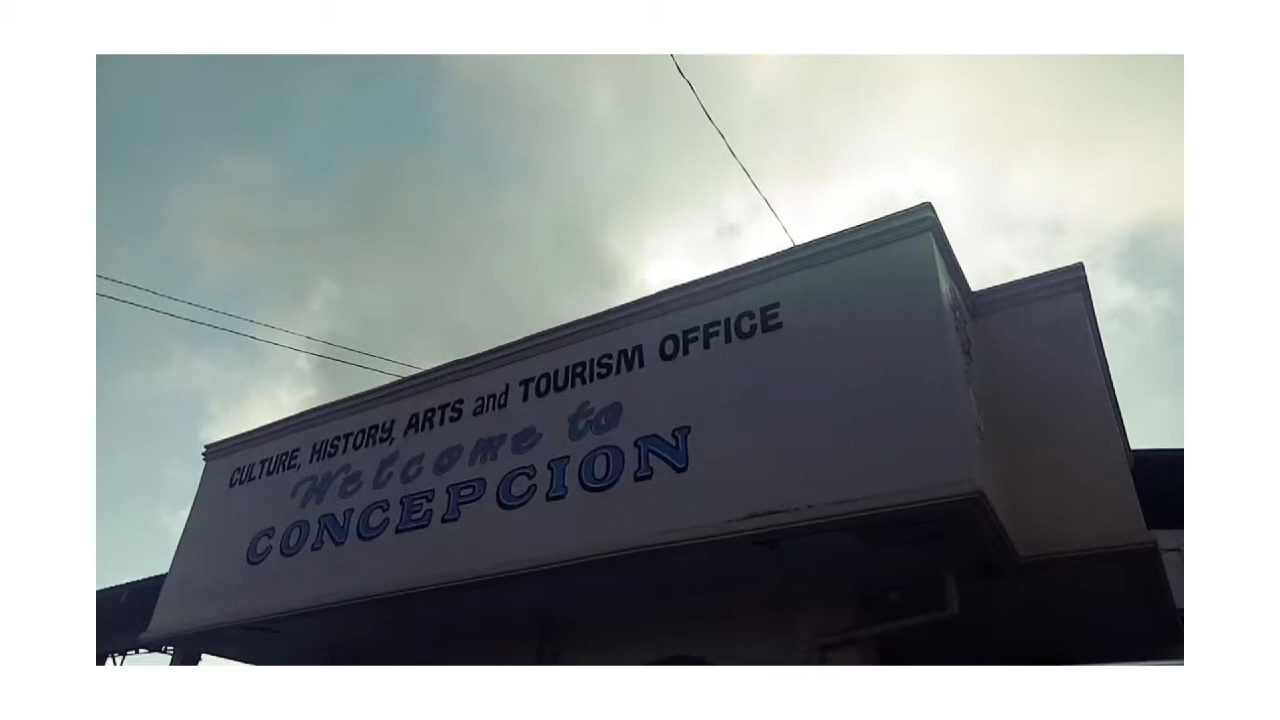 CULTURE, HISTORY, ARTS and TOURISM OFFICE
Welcome to
CONCEPCION